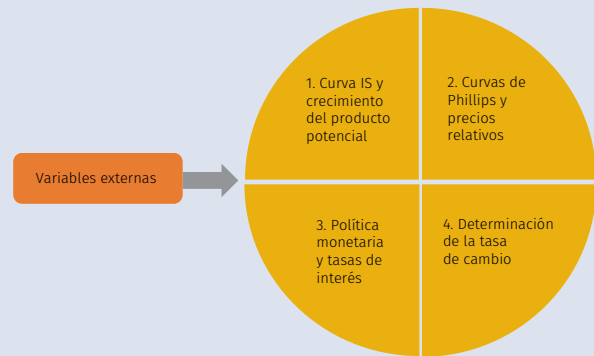 1. Curva IS y
crecimiento
del producto
potencial
2. Curvas de
Phillips y
precios
relativos
Variables externas
3. Política
monetaria
y tasas de
interés
4. Determinación
de la tasa
de cambio